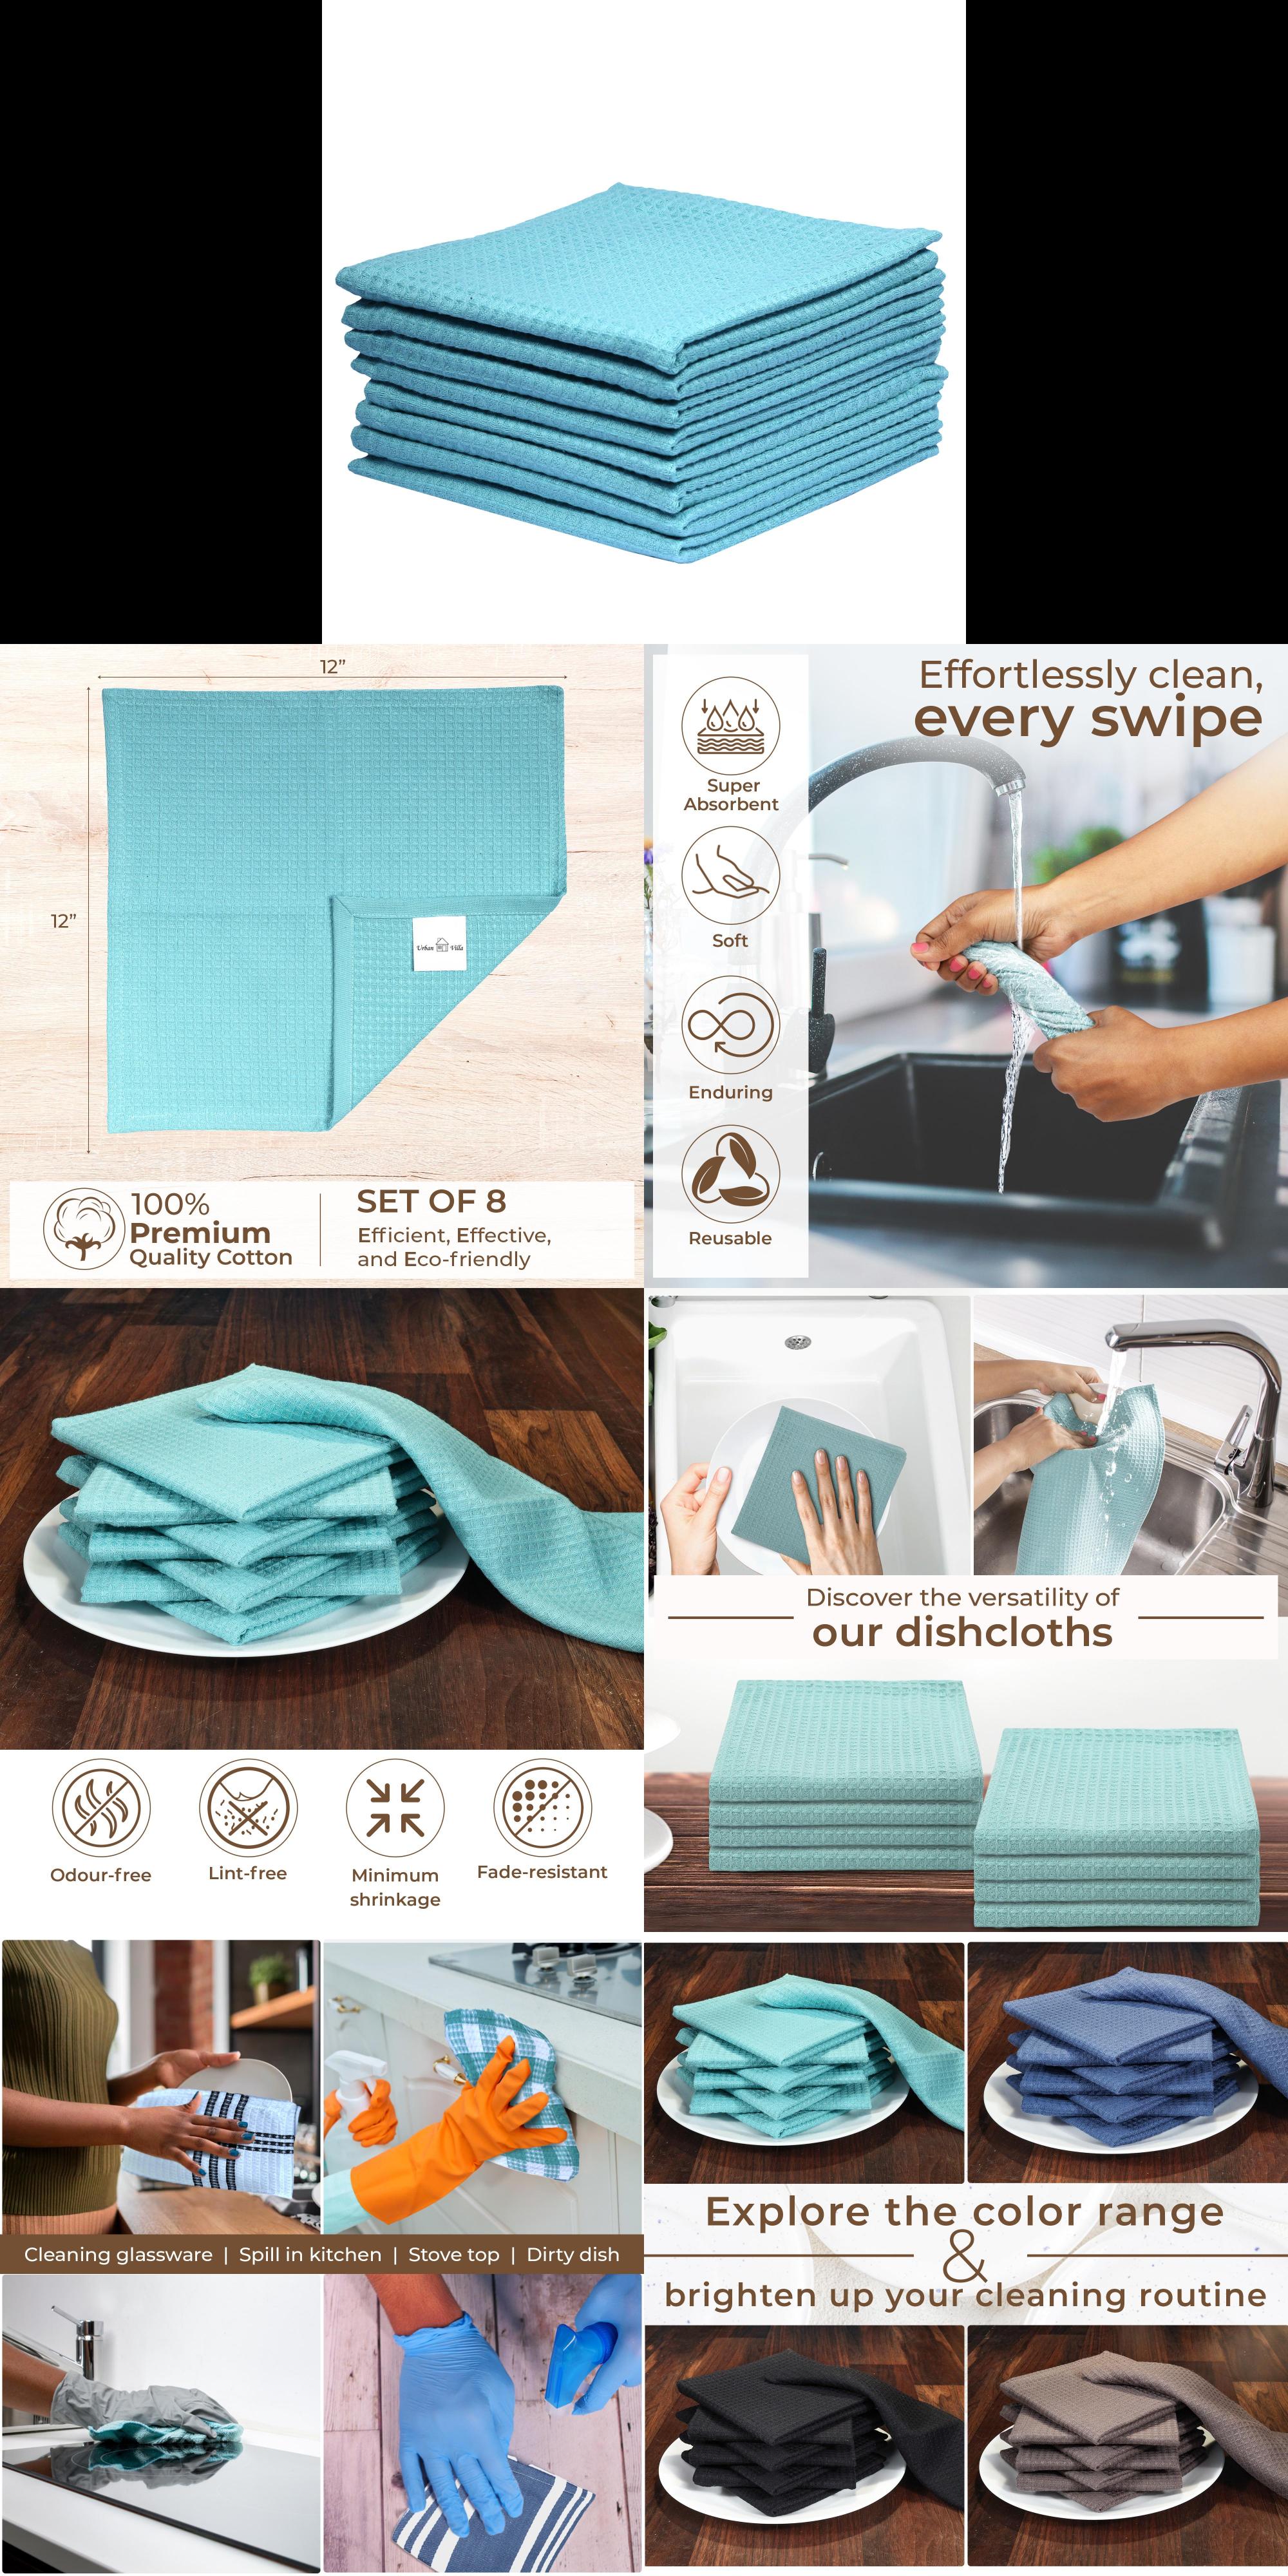 12”
12”
Urban Villa
100%
Premium
Quality Cotton
SET OF 8
Efficient, Effective,
and Eco-friendly
Effortlessly clean,
every swipe
Super
Absorbent
Soft
Enduring
Reusable
Odour-free
Lint-free
Minimum
shrinkage
Fade-resistant
Discover the versatility of
our dishcloths
Cleaning glassware | Spill in kitchen | Stove top | Dirty dish
Explore the color range
&
brighten up your cleaning routine